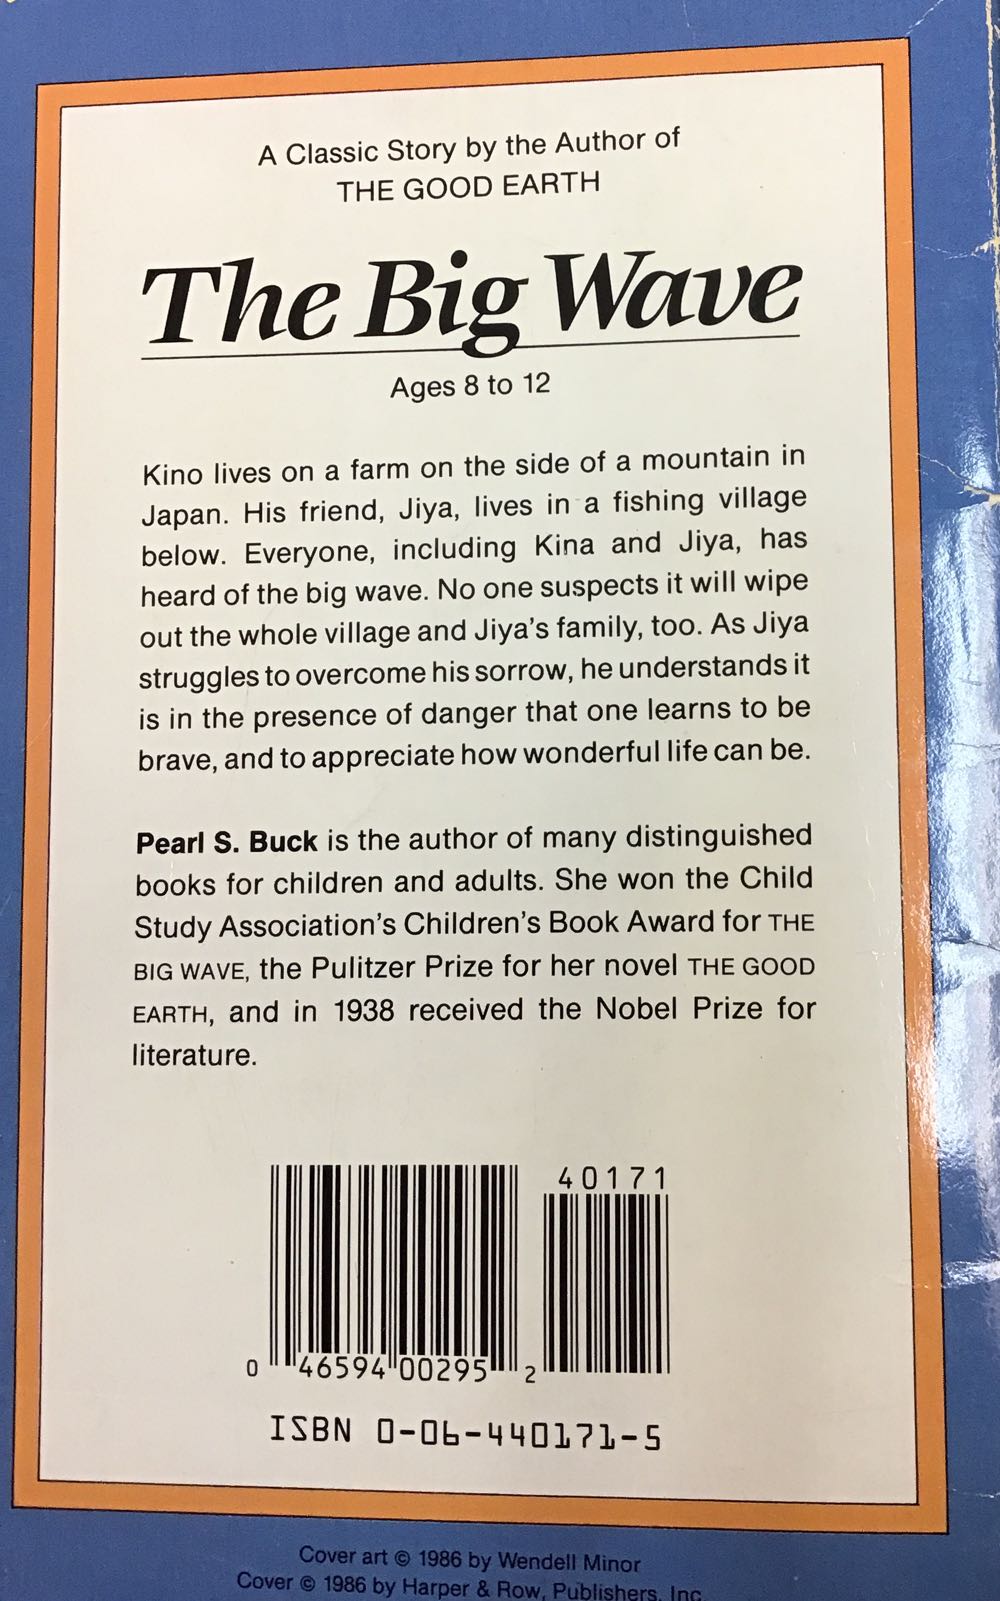 A Classic Story by the Author of
THE GOOD EARTH
The Big Wave
Ages 8 to 12
Kino lives on a farm on the side of a mountain in
Japan. His friend, Jiya, lives in a fishing village
below. Everyone, including Kina and Jiya, has
heard of the big wave. No one suspects it will wipe
out the whole village and Jiya's family, too. As Jiya
struggles to overcome his sorrow, he understands it
is in the presence of danger that one learns to be
brave, and to appreciate how wonderful life can be.
Pearl S. Buck is the author of many distinguished
books for children and adults. She won the Child
Study Association's Children's Book Award for THE
BIG WAVE, the Pulitzer Prize for her novel THE GOOD
EARTH, and in 1938 received the Nobel Prize for
literature.
40171
0 46594 00295 2
ISBN 0-06-440171-5
Cover art © 1986 by Wendell Minor
Cover © 1986 by Harper & Row, Publishers, Inc.